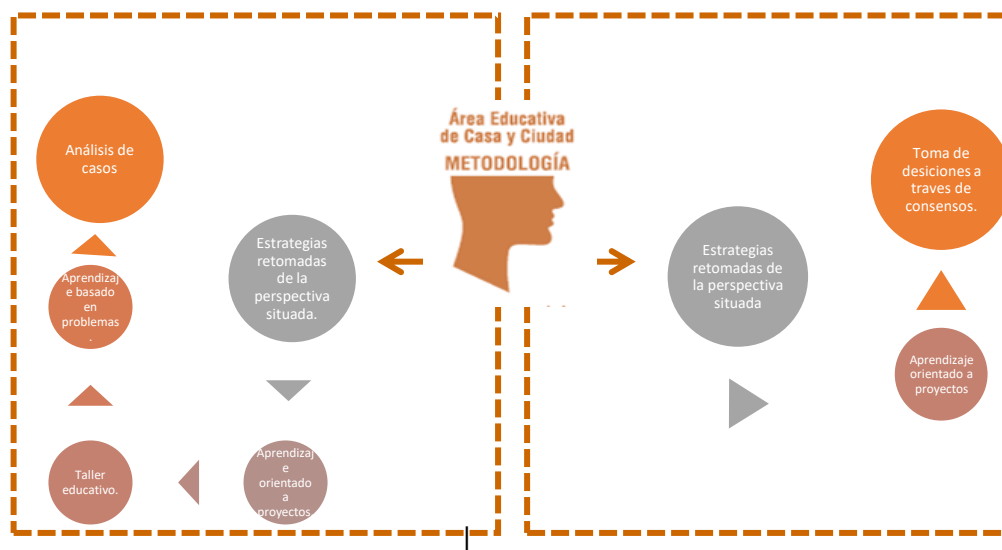 Área Educativa
de Casa y Ciudad
METODOLOGÍA
Análisis de
casos
Estrategias
retomadas
de la
perspectiva
situada.
Aprendizaj
e basado
en
problemas
.
Taller
educativo.
Aprendizaj
e
orientado
a
proyectos
Estrategias
retomadas de
la perspectiva
situada
Toma de
desiciones a
traves de
consensos.
Aprendizaje
orientado a
proyectos